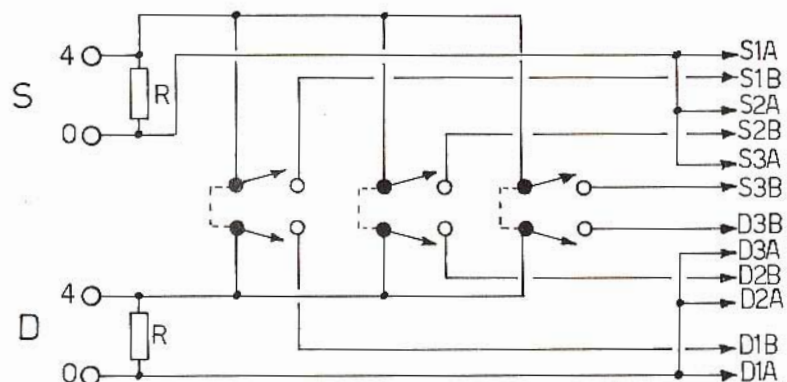 4
S
R
0
S1A
S1B
S2A
S2B
S3A
S3B
D3B
D3A
D2B
D2A
D1B
D1A
4
D
R
0